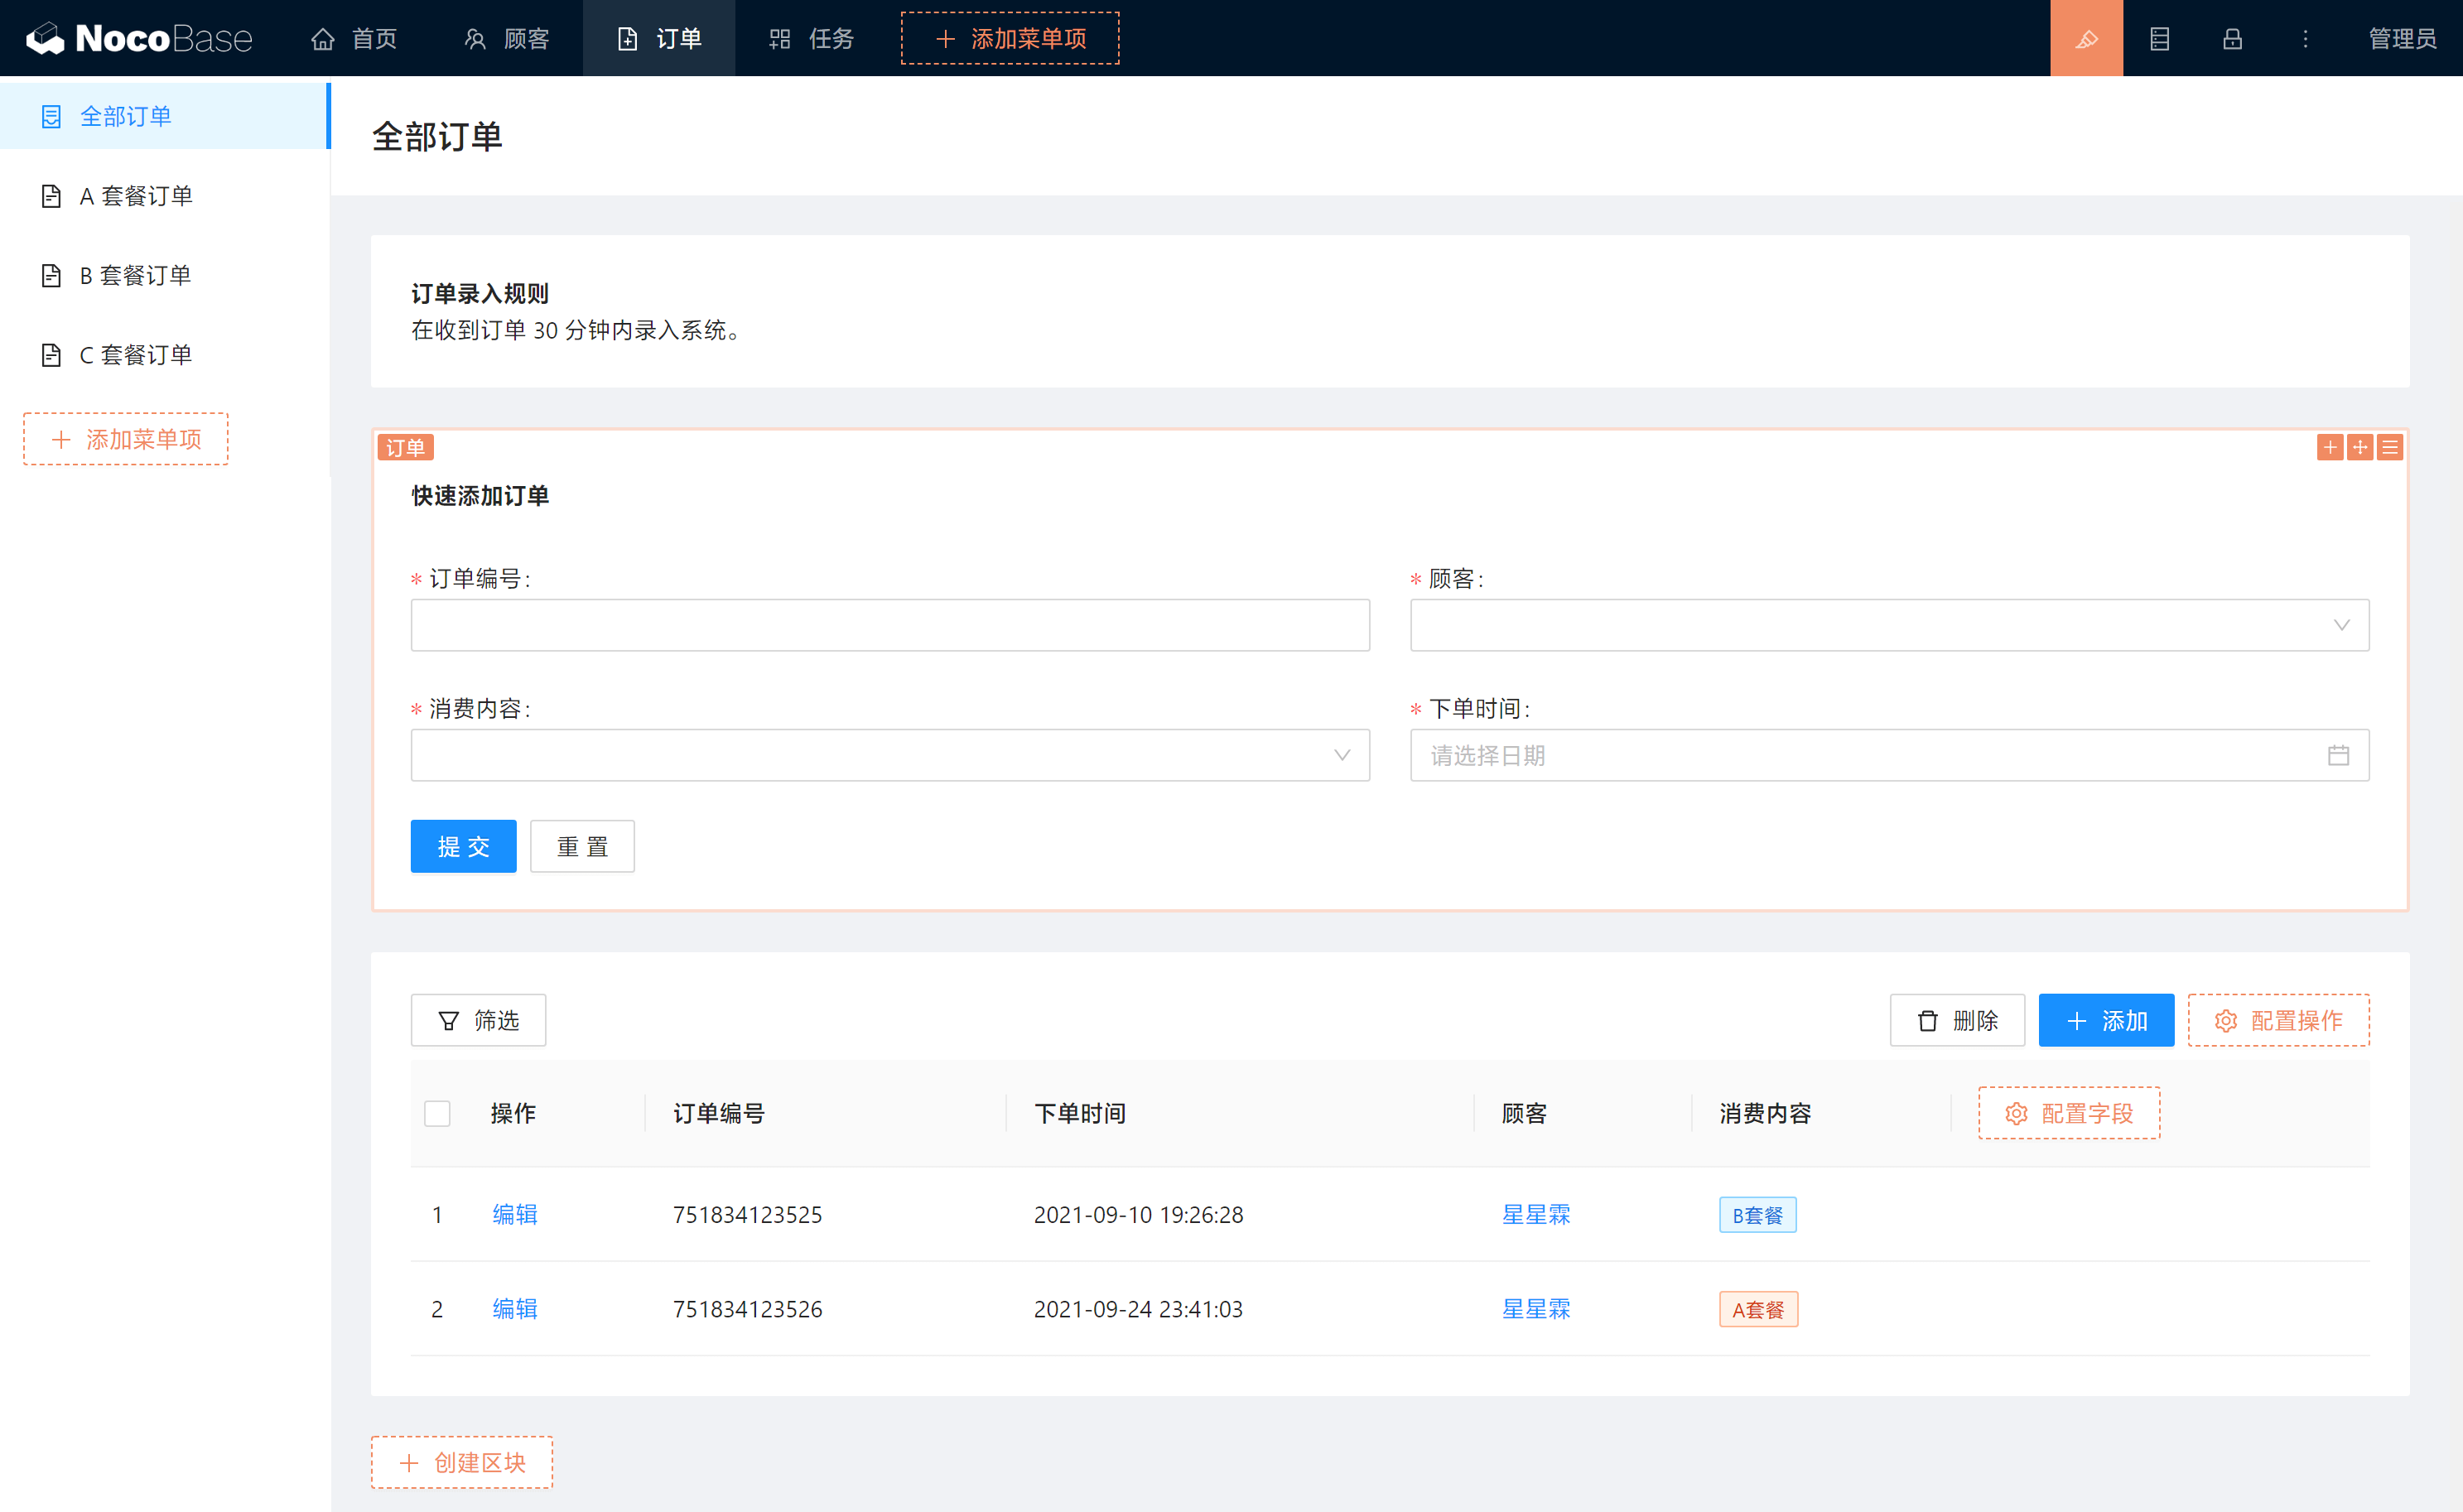 NocoBase 首页 顾客 订单 任务 添加菜单项 管理员
全部订单
A 套餐订单
B 套餐订单
C 套餐订单
添加菜单项
全部订单
订单录入规则
在收到订单 30 分钟内录入系统。
订单
快速添加订单
* 订单编号:
* 顾客:
* 消费内容:
* 下单时间:
请选择日期
提 交 重 置
筛选 删除 添加 配置操作
操作 订单编号 下单时间 顾客 消费内容 配置字段
1 编辑 751834123525 2021-09-10 19:26:28 星星霖 B套餐
2 编辑 751834123526 2021-09-24 23:41:03 星星霖 A套餐
创建区块